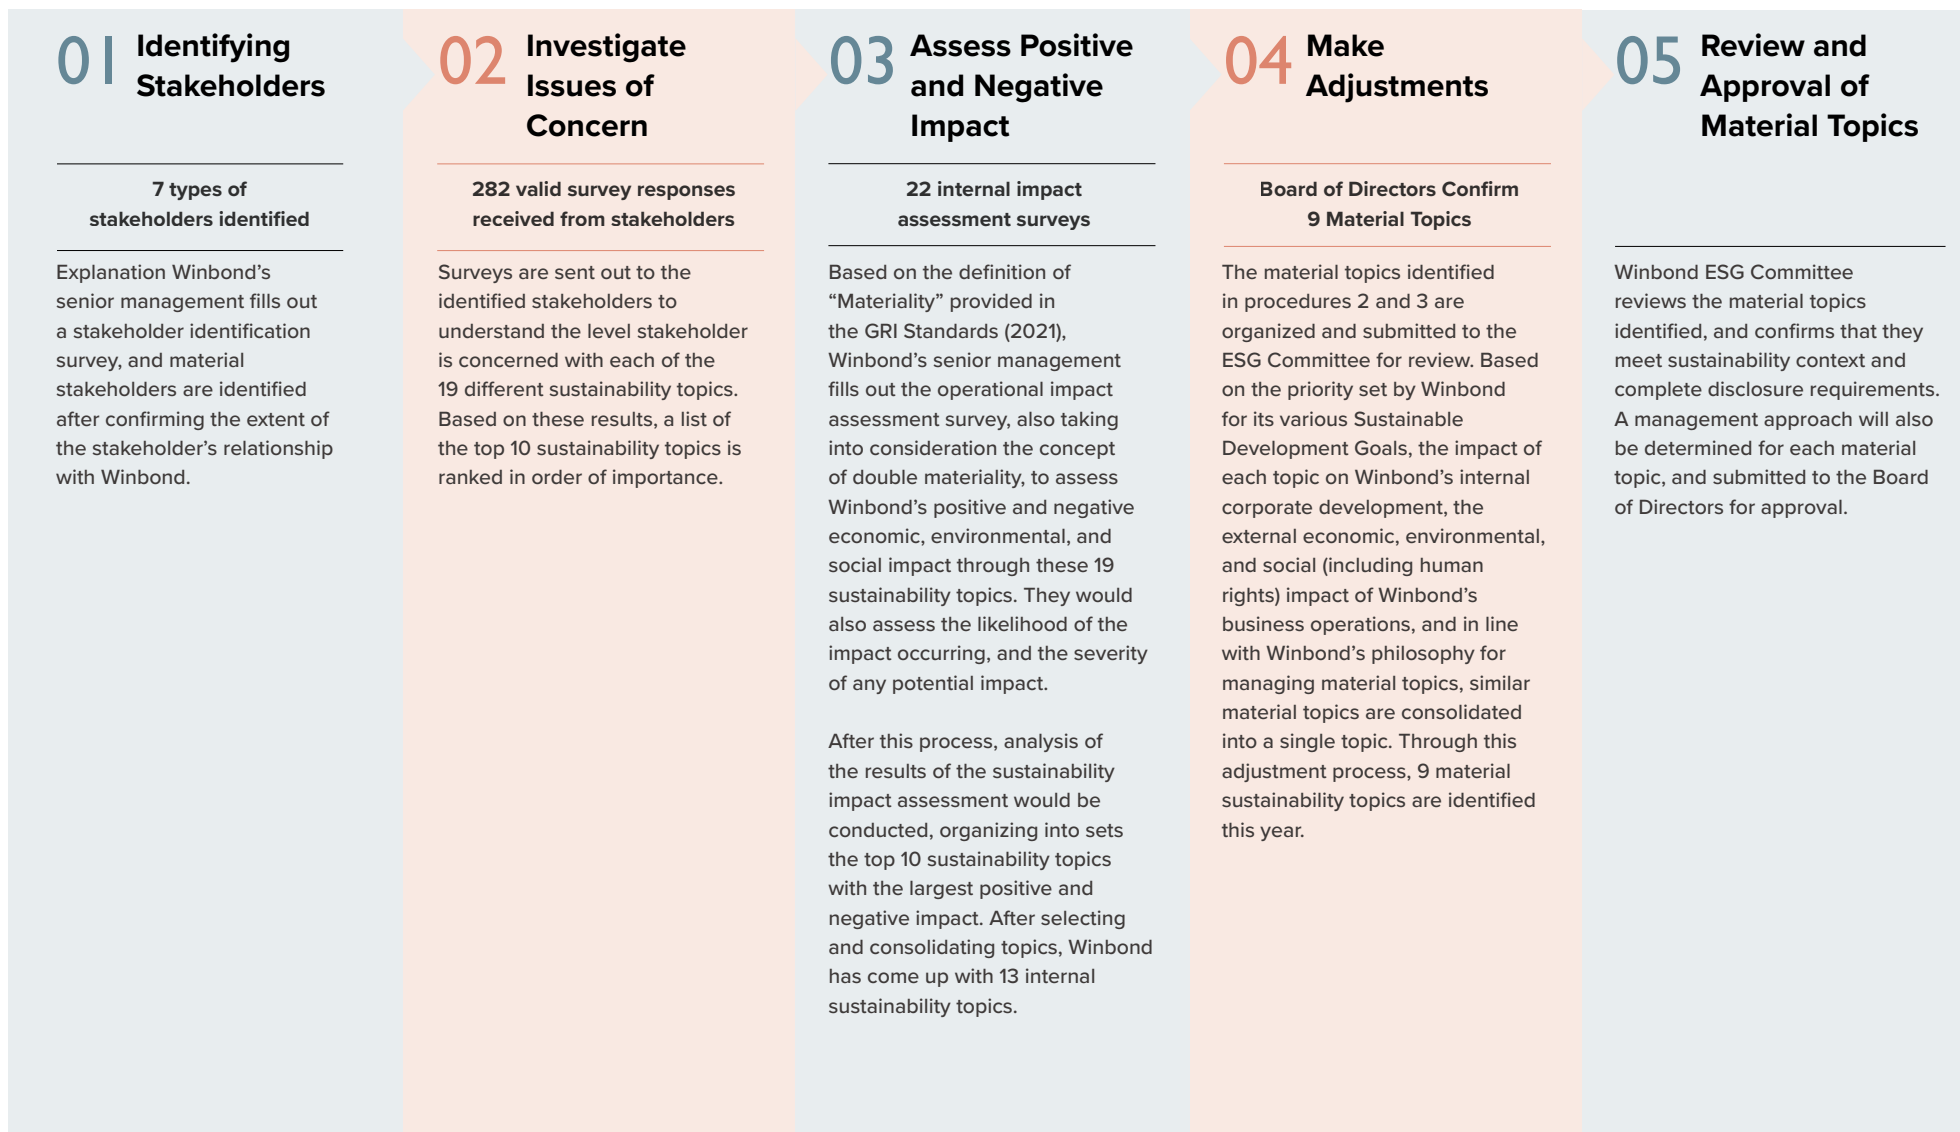 01 Identifying
Stakeholders
7 types of
stakeholders identified
Explanation Winbond’s
senior management fills out
a stakeholder identification
survey, and material
stakeholders are identified
after confirming the extent of
the stakeholder’s relationship
with Winbond.
02 Investigate
Issues of
Concern
282 valid survey responses
received from stakeholders
Surveys are sent out to the
identified stakeholders to
understand the level stakeholder
is concerned with each of the
19 different sustainability topics.
Based on these results, a list of
the top 10 sustainability topics is
ranked in order of importance.
03 Assess Positive
and Negative
Impact
22 internal impact
assessment surveys
Based on the definition of
“Materiality” provided in
the GRI Standards (2021),
Winbond’s senior management
fills out the operational impact
assessment survey, also taking
into consideration the concept
of double materiality, to assess
Winbond’s positive and negative
economic, environmental, and
social impact through these 19
sustainability topics. They would
also assess the likelihood of the
impact occurring, and the severity
of any potential impact.
After this process, analysis of
the results of the sustainability
impact assessment would be
conducted, organizing into sets
the top 10 sustainability topics
with the largest positive and
negative impact. After selecting
and consolidating topics, Winbond
has come up with 13 internal
sustainability topics.
04 Make
Adjustments
Board of Directors Confirm
9 Material Topics
The material topics identified
in procedures 2 and 3 are
organized and submitted to the
ESG Committee for review. Based
on the priority set by Winbond
for its various Sustainable
Development Goals, the impact of
each topic on Winbond’s internal
corporate development, the
external economic, environmental,
and social (including human
rights) impact of Winbond’s
business operations, and in line
with Winbond’s philosophy for
managing material topics, similar
material topics are consolidated
into a single topic. Through this
adjustment process, 9 material
sustainability topics are identified
this year.
05 Review and
Approval of
Material Topics
Winbond ESG Committee
reviews the material topics
identified, and confirms that they
meet sustainability context and
complete disclosure requirements.
A management approach will also
be determined for each material
topic, and submitted to the Board
of Directors for approval.